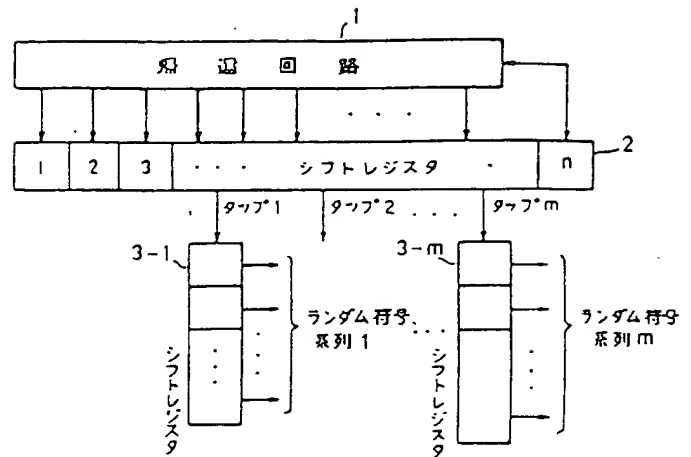 1
帰 還 回 路
. . .
1 2 3 . . . シフトレジスタ . n
2
タップ1 タップ2 . . . タップm
3-1
3-m
ランダム符号
系列1
. . .
ランダム符号
系列m
シフトレジスタ
シフトレジスタ